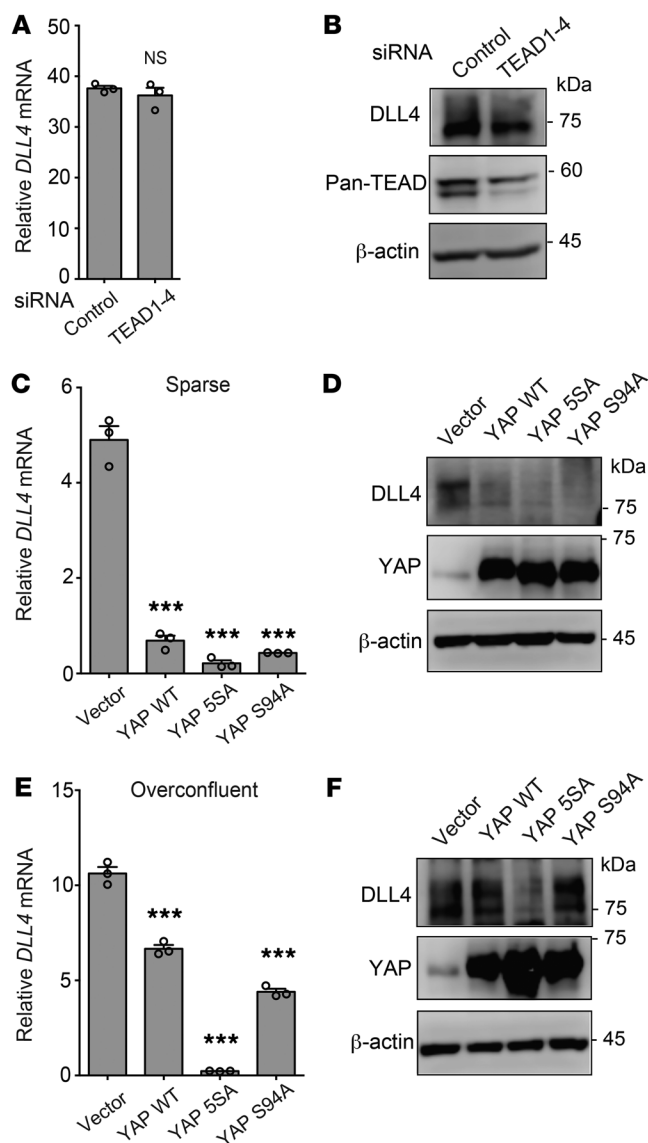 A
Relative DLL4 mRNA
50
40
30
20
10
0
NS
siRNA
Control
TEAD1-4
B
siRNA
Control
TEAD1-4
kDa
DLL4
- 75
Pan-TEAD
- 60
β-actin
- 45
C
Sparse
Relative DLL4 mRNA
6
4
2
0
***
***
***
Vector
YAP WT
YAP 5SA
YAP S94A
D
Vector
YAP WT
YAP 5SA
YAP S94A
kDa
DLL4
- 75
75
YAP
β-actin
- 45
E
Overconfluent
Relative DLL4 mRNA
15
10
5
0
***
***
***
Vector
YAP WT
YAP 5SA
YAP S94A
F
Vector
YAP WT
YAP 5SA
YAP S94A
kDa
DLL4
- 75
75
YAP
β-actin
- 45